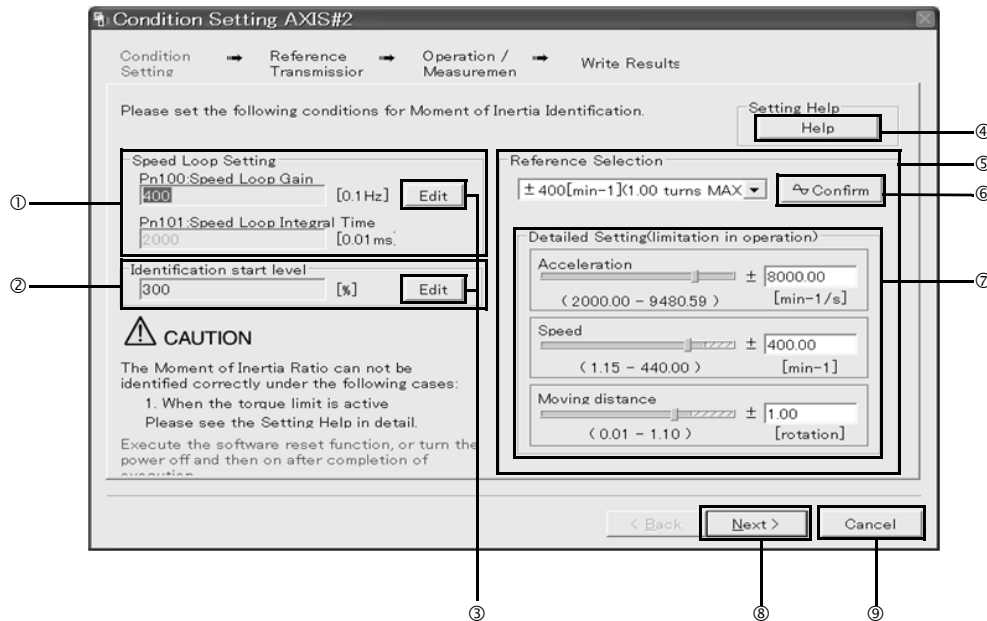 Condition Setting AXIS#2
Condition Setting → Reference Transmissior → Operation / Measuremen → Write Results
Please set the following conditions for Moment of Inertia Identification.
Setting Help
Help
④
Speed Loop Setting
Pn100:Speed Loop Gain
400 [0.1Hz] Edit
Pn101:Speed Loop Integral Time
2000 [0.01ms
①
Identification start level
300 [%] Edit
②
CAUTION
The Moment of Inertia Ratio can not be
identified correctly under the following cases:
1. When the torque limit is active
Please see the Setting Help in detail.
Execute the software reset function, or turn the
power off and then on after completion of
Reference Selection
⑤
±400[min-1](1.00 turns MAX
Confirm
⑥
Detailed Setting(limitation in operation)
Acceleration
± 8000.00
(2000.00 - 9480.59) [min-1/s]
⑦
Speed
± 400.00
(1.15 - 440.00) [min-1]
Moving distance
± 1.00
(0.01 - 1.10) [rotation]
< Back Next > Cancel
③ ⑧ ⑨